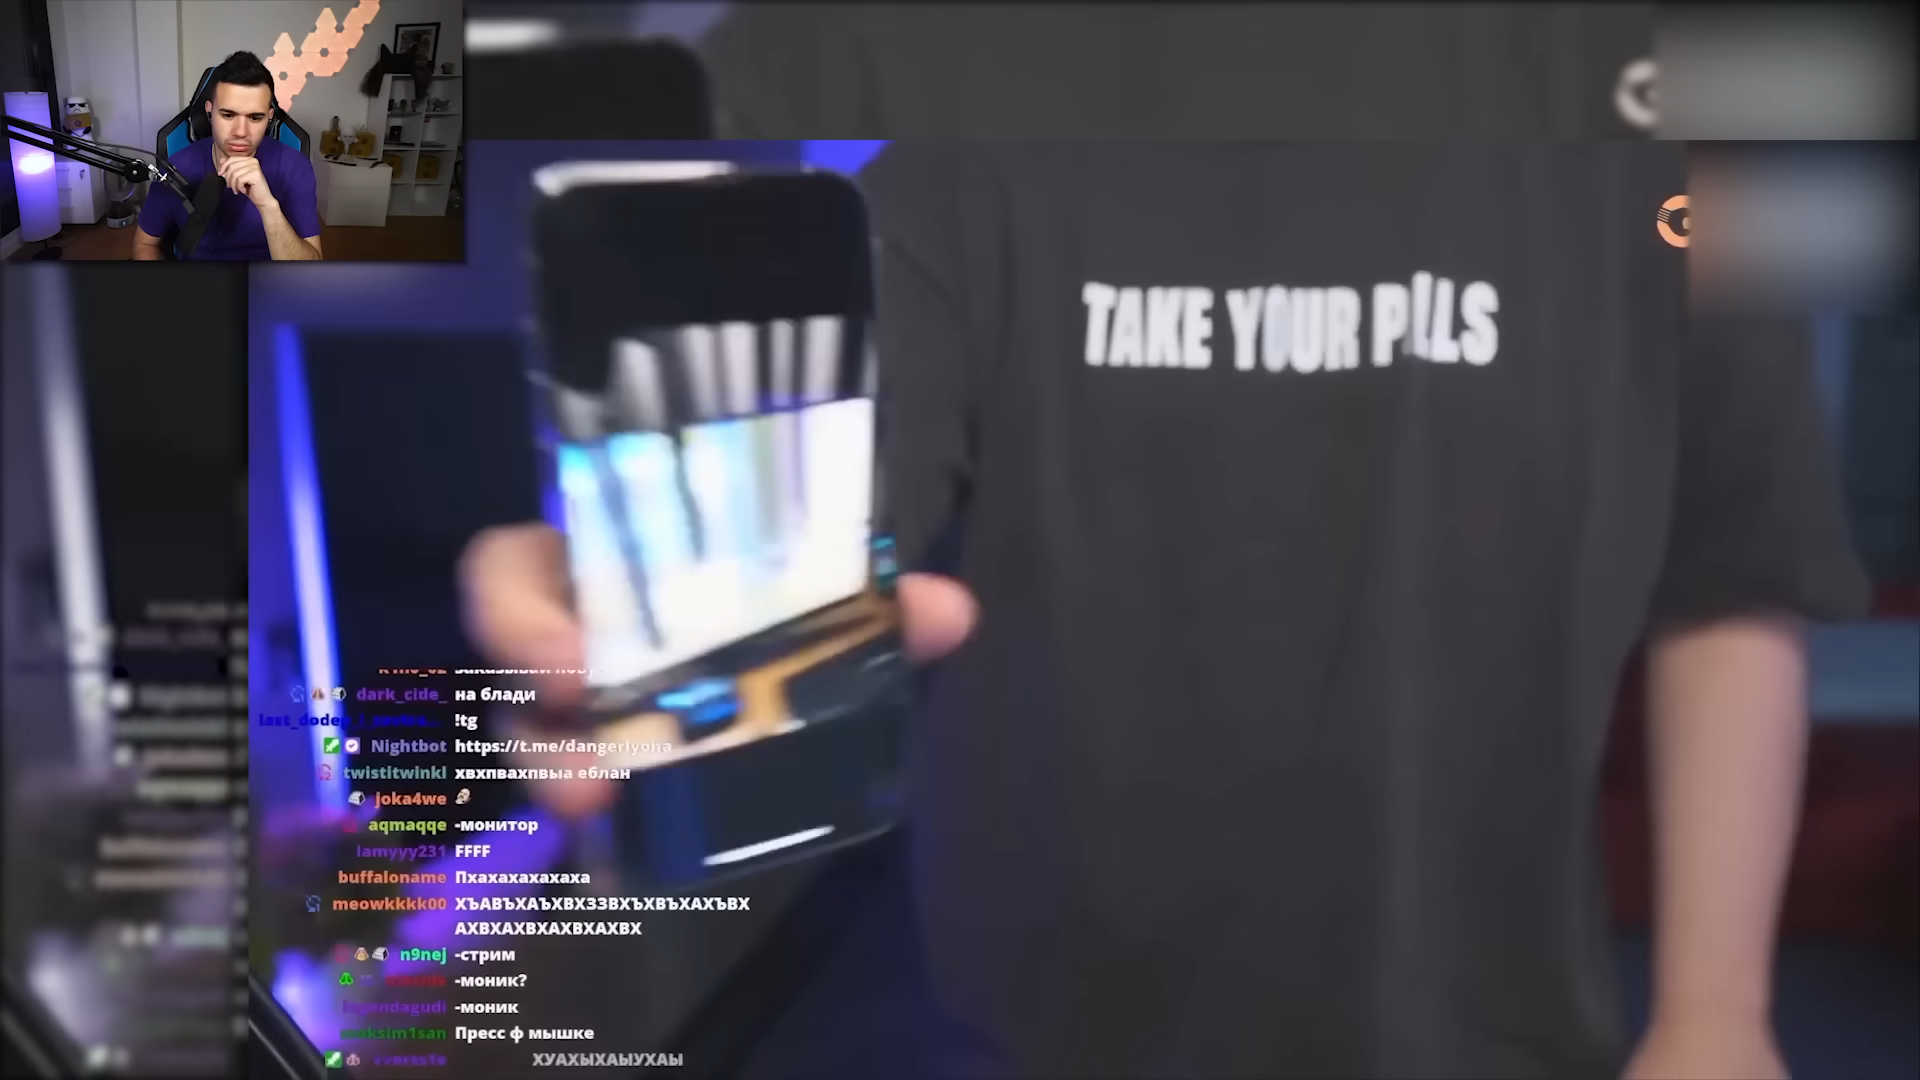 TAKE YOUR PILLS
dark_cide_ на блади
!tg
Nightbot https://t.me/dangerlyoha
twistitwinkl хвхпвахпвыа еблан
joka4we
aqmaqqe -монитор
lamyyy231 FFFF
buffaloname Пхахахахахаха
meowkkkk00 ХЪАВЪХАЪХВХЗЗВХЪХВЪХАХЪВХ
АХВХАХВХАХВХАХВХ
n9nej -стрим
-моник?
-моник
Пресс ф мышке
ХУАХЫХАЫУХАЫ